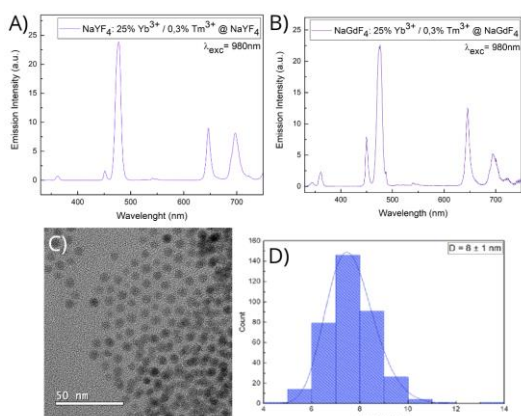 A)
NaYF₄: 25% Yb³⁺ / 0,3% Tm³⁺ @ NaYF₄
λexc= 980nm
Emission Intensity (a.u.)
25
20
15
10
5
0
400 500 600 700
Wavelenght (nm)
B)
NaGdF₄: 25% Yb³⁺ / 0,3% Tm³⁺ @ NaGdF₄
λexc= 980nm
Emission Intensity (a.u.)
25
20
15
10
5
0
400 500 600 700
Wavelength (nm)
C)
50 nm
D)
D = 8 ± 1 nm
Count
160
140
120
100
80
60
40
20
0
4 6 8 10 12 14